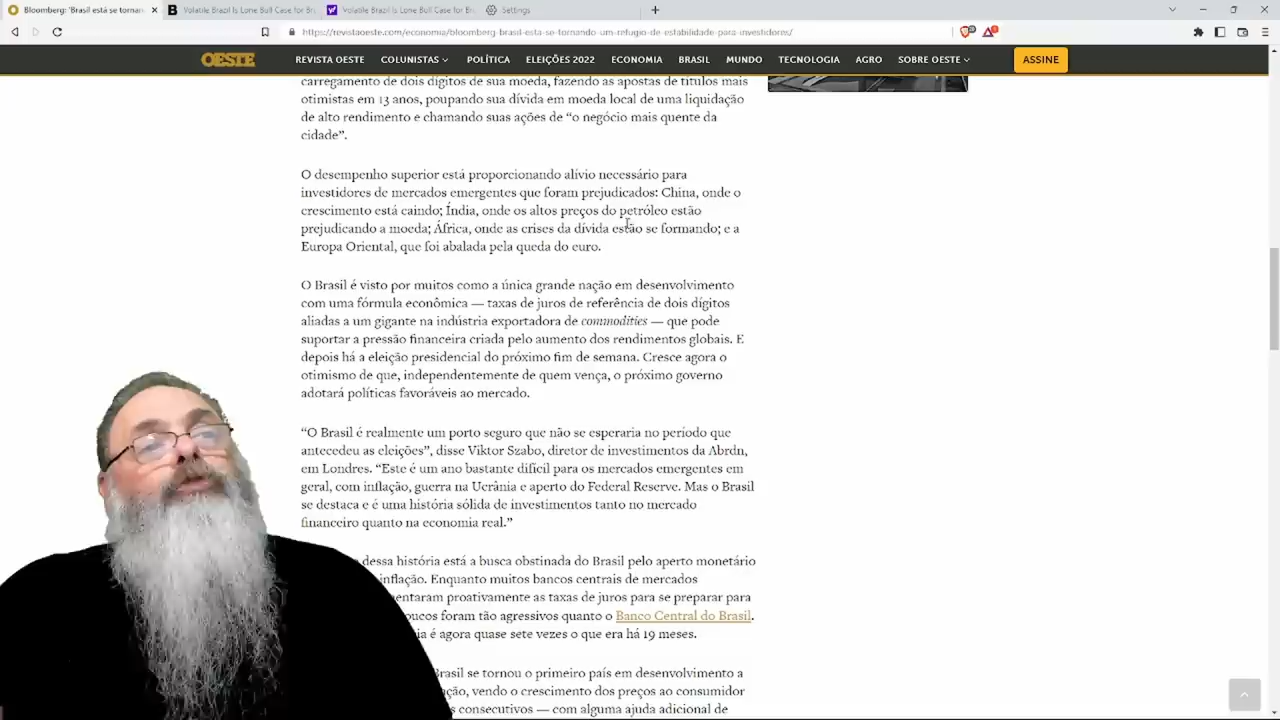 Bloomberg: 'Brasil está se tornan
Volatile Brazil Is Lone Bull Case for Br
Volatile Brazil Is Lone Bull Case for Br
Settings
https://revistaoeste.com/economia/bloomberg-brasil-esta-se-tornando-um-refugio-de-estabilidade-para-investidores/
OESTE
REVISTA OESTE COLUNISTAS POLÍTICA ELEIÇÕES 2022 ECONOMIA BRASIL MUNDO TECNOLOGIA AGRO SOBRE OESTE ASSINE
carregamento de dois dígitos de sua moeda, fazendo as apostas de títulos mais
otimistas em 13 anos, poupando sua dívida em moeda local de uma liquidação
de alto rendimento e chamando suas ações de “o negócio mais quente da
cidade”.
O desempenho superior está proporcionando alívio necessário para
investidores de mercados emergentes que foram prejudicados: China, onde o
crescimento está caindo; Índia, onde os altos preços do petróleo estão
prejudicando a moeda; África, onde as crises da dívida estão se formando; e a
Europa Oriental, que foi abalada pela queda do euro.
O Brasil é visto por muitos como a única grande nação em desenvolvimento
com uma fórmula econômica — taxas de juros de referência de dois dígitos
aliadas a um gigante na indústria exportadora de commodities — que pode
suportar a pressão financeira criada pelo aumento dos rendimentos globais. E
depois há a eleição presidencial do próximo fim de semana. Cresce agora o
otimismo de que, independentemente de quem vença, o próximo governo
adotará políticas favoráveis ao mercado.
“O Brasil é realmente um porto seguro que não se esperaria no período que
antecedeu as eleições”, disse Viktor Szabo, diretor de investimentos da Abrdn,
em Londres. “Este é um ano bastante difícil para os mercados emergentes em
geral, com inflação, guerra na Ucrânia e aperto do Federal Reserve. Mas o Brasil
se destaca e é uma história sólida de investimentos tanto no mercado
financeiro quanto na economia real.”
dessa história está a busca obstinada do Brasil pelo aperto monetário
inflação. Enquanto muitos bancos centrais de mercados
mentaram proativamente as taxas de juros para se preparar para
oucos foram tão agressivos quanto o Banco Central do Brasil.
ia é agora quase sete vezes o que era há 19 meses.
Brasil se tornou o primeiro país em desenvolvimento a
ação, vendo o crescimento dos preços ao consumidor
s consecutivos — com alguma ajuda adicional de